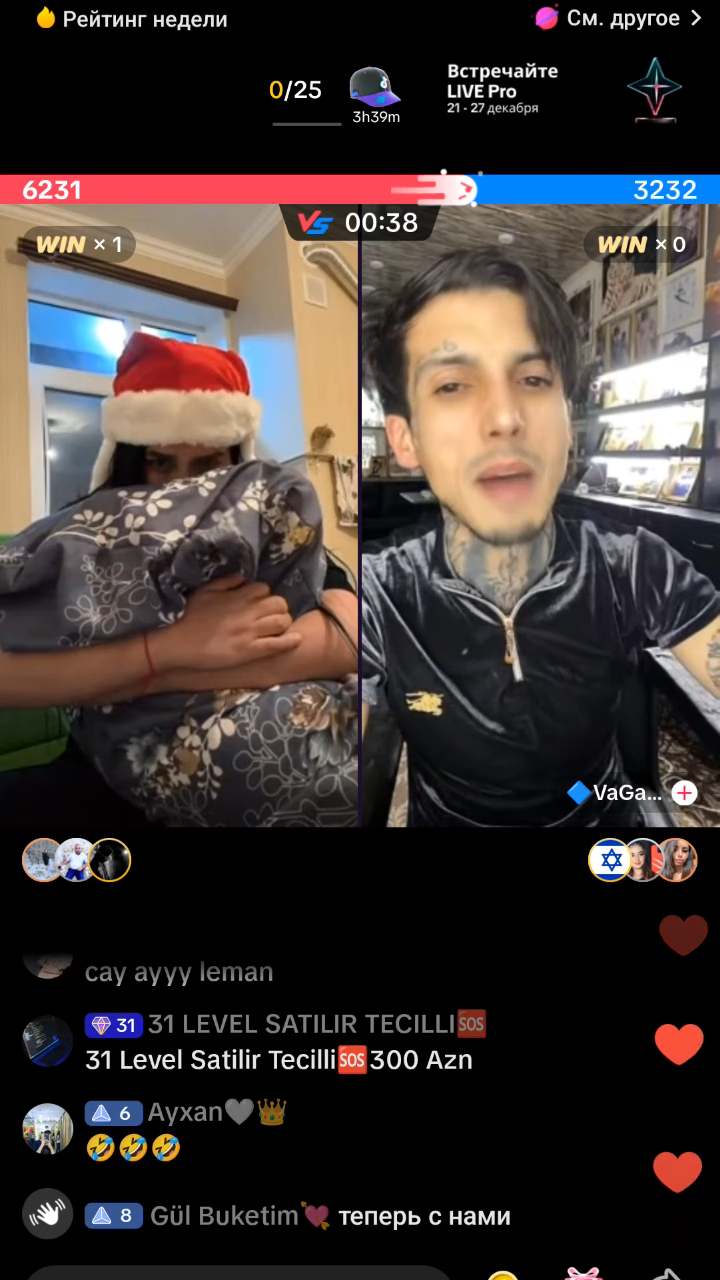 Рейтинг недели
См. другое
0/25
3h39m
Встречайте
LIVE Pro
21 - 27 декабря
6231
3232
VS 00:38
WIN × 1
WIN × 0
VaGa...
cay ayyy leman
31 31 LEVEL SATILIR TECILLI🆘
31 Level Satilir Tecilli🆘300 Azn
6 Ayxan🩶👑
🤣🤣🤣
8 Gül Buketim💘 теперь с нами